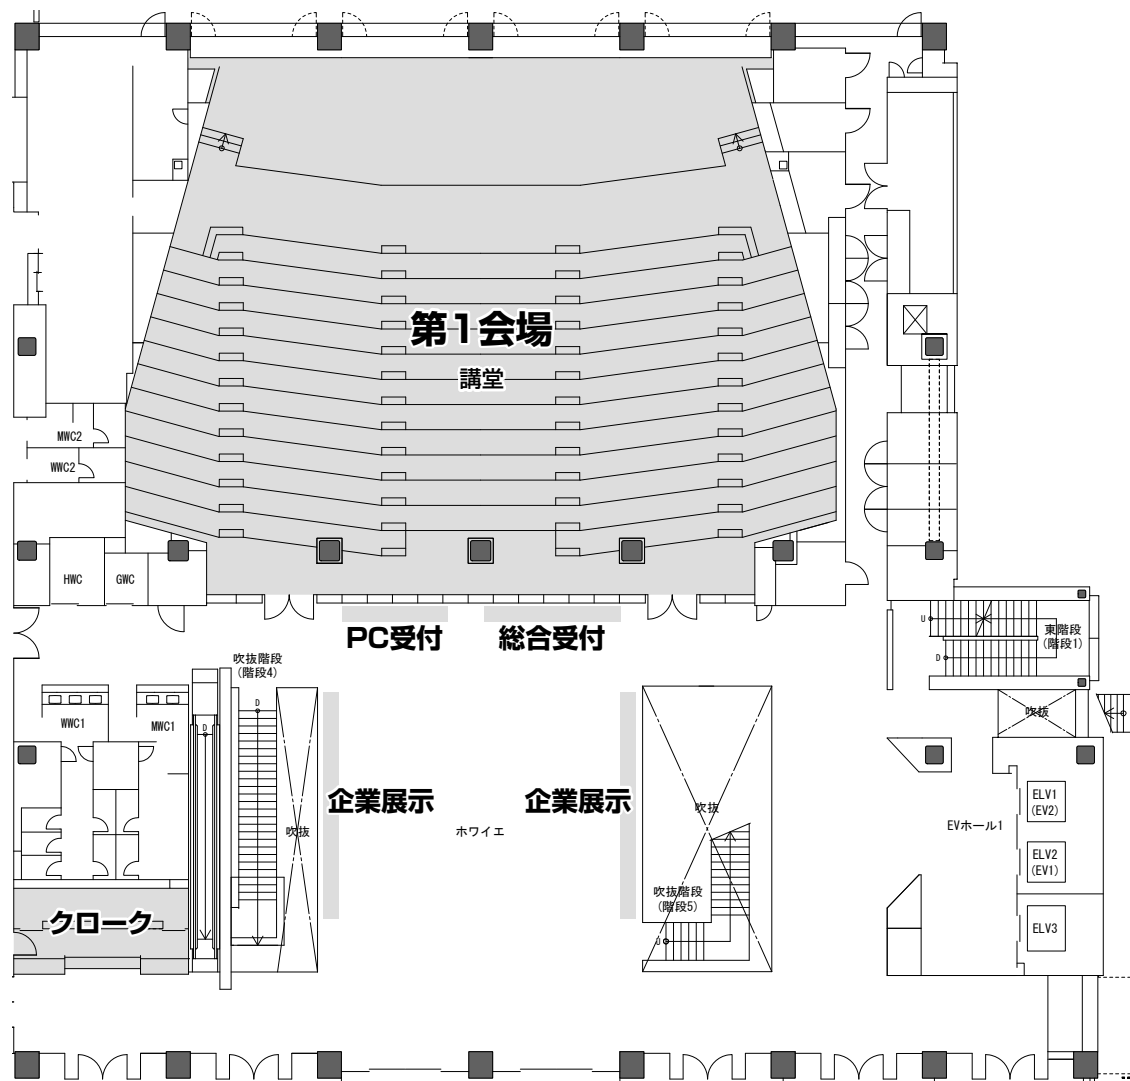 第1会場
講堂
MWC2
WWC2
HWC
GWC
PC受付
総合受付
U
D
東階段
(階段1)
吹抜階段
(階段4)
D
D
WWC1
MWC1
吹抜
企業展示
企業展示
ELV1
(EV2)
吹抜
吹抜
ホワイエ
EVホール1
ELV2
(EV1)
吹抜階段
(階段5)
U
クローク
ELV3